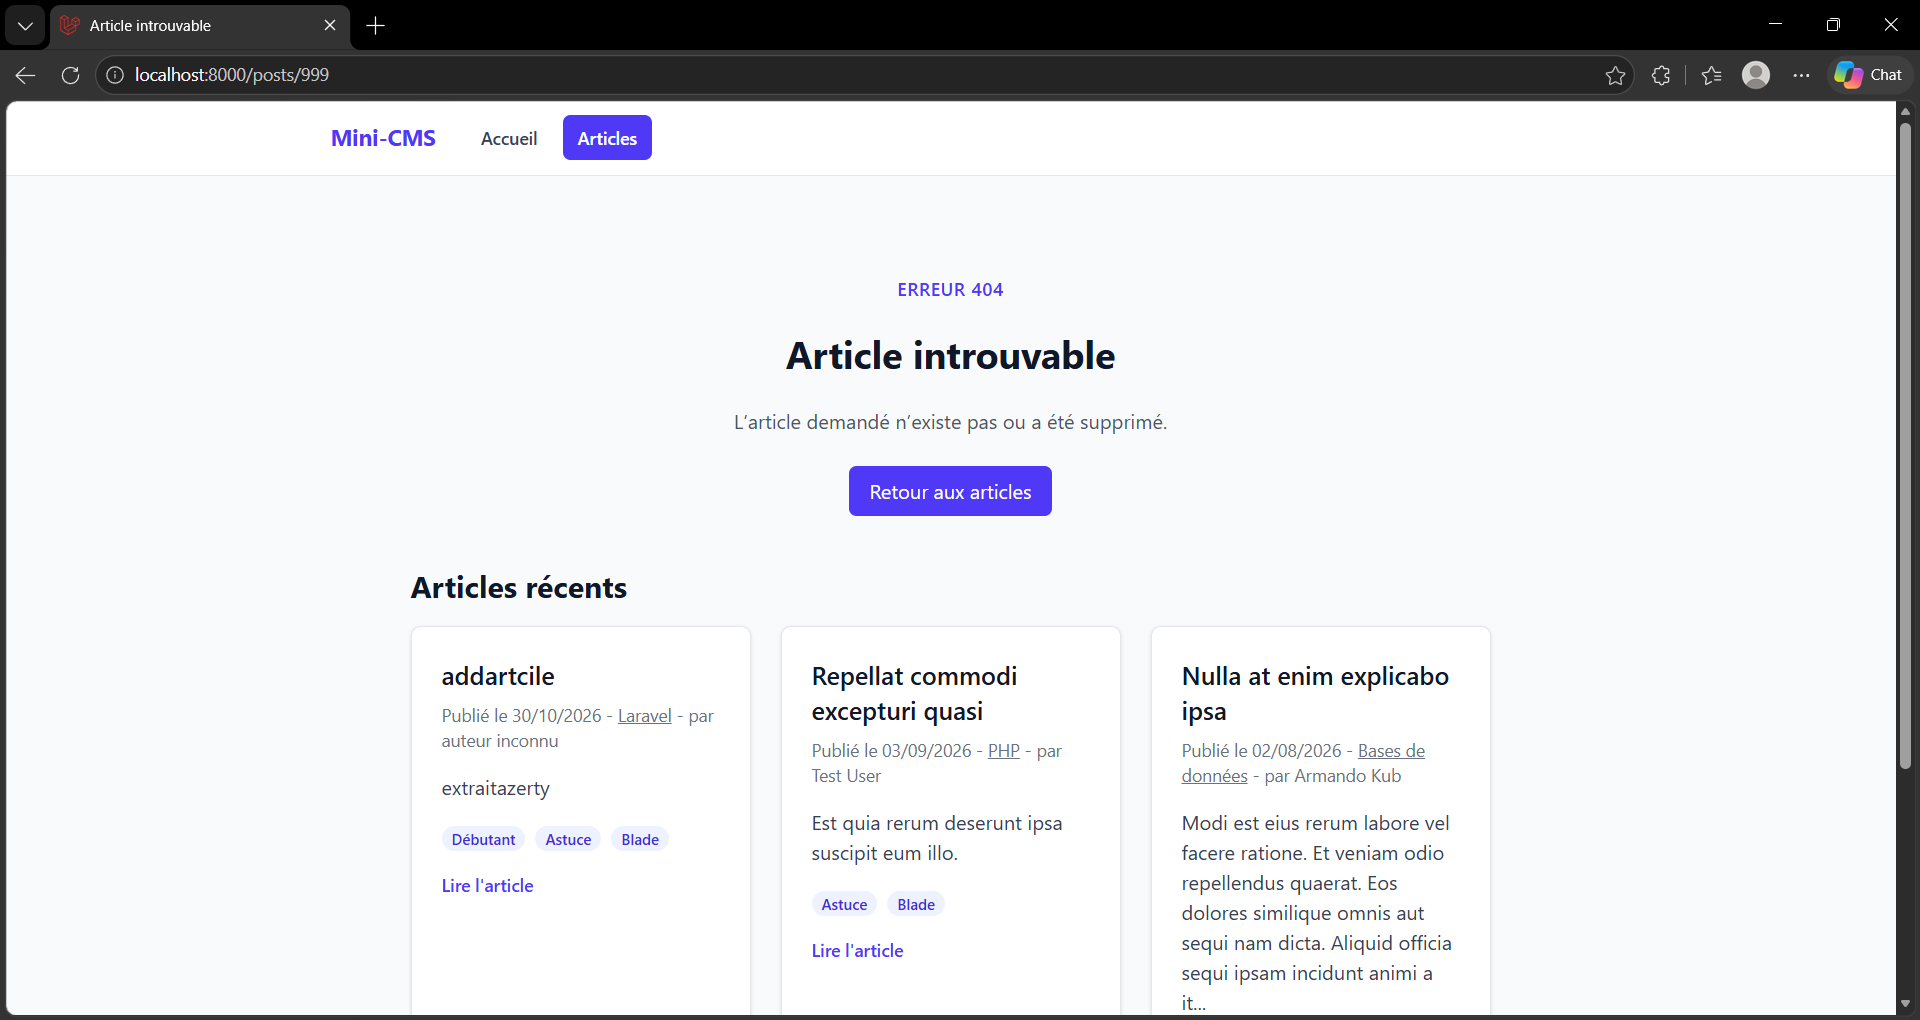 Article introuvable
localhost:8000/posts/999
Chat
Mini-CMS Accueil Articles
ERREUR 404
Article introuvable
L’article demandé n’existe pas ou a été supprimé.
Retour aux articles
Articles récents
addartcile
Publié le 30/10/2026 - Laravel - par
auteur inconnu
extraitazerty
Débutant Astuce Blade
Lire l'article
Repellat commodi
excepturi quasi
Publié le 03/09/2026 - PHP - par
Test User
Est quia rerum deserunt ipsa
suscipit eum illo.
Astuce Blade
Lire l'article
Nulla at enim explicabo
ipsa
Publié le 02/08/2026 - Bases de
données - par Armando Kub
Modi est eius rerum labore vel
facere ratione. Et veniam odio
repellendus quaerat. Eos
dolores similique omnis aut
sequi nam dicta. Aliquid officia
sequi ipsam incidunt animi a
it...